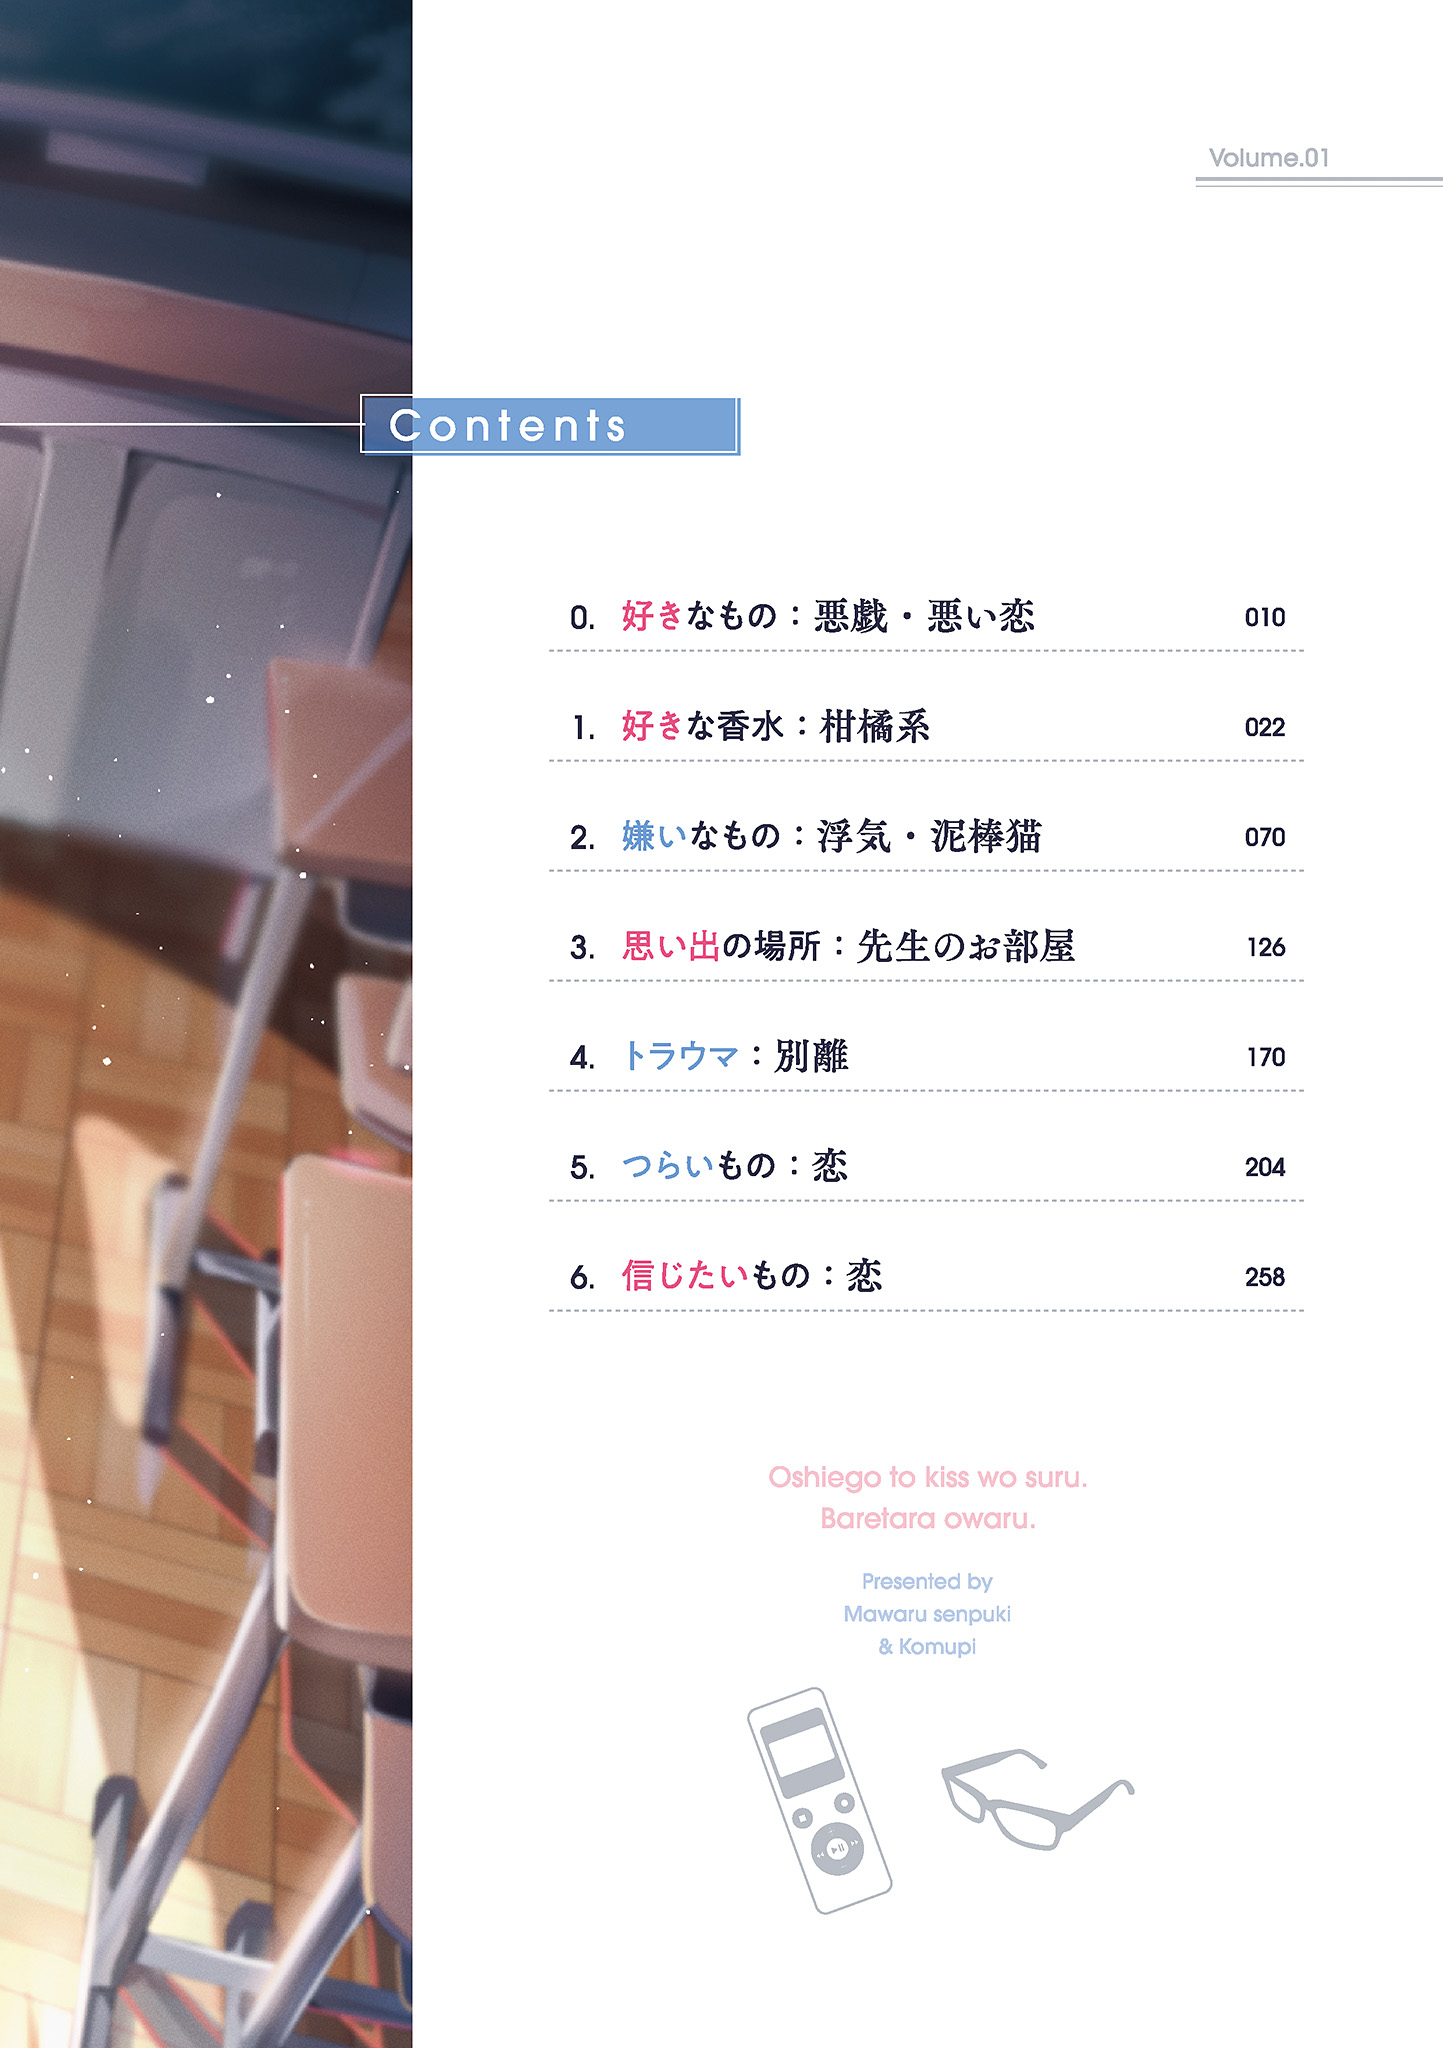 Volume.01
Contents
0. 好きなもの：悪戯・悪い恋 010
1. 好きな香水：柑橘系 022
2. 嫌いなもの：浮気・泥棒猫 070
3. 思い出の場所：先生のお部屋 126
4. トラウマ：別離 170
5. つらいもの：恋 204
6. 信じたいもの：恋 258
Oshiego to kiss wo suru.
Baretara owaru.
Presented by
Mawaru senpuki
& Komupi